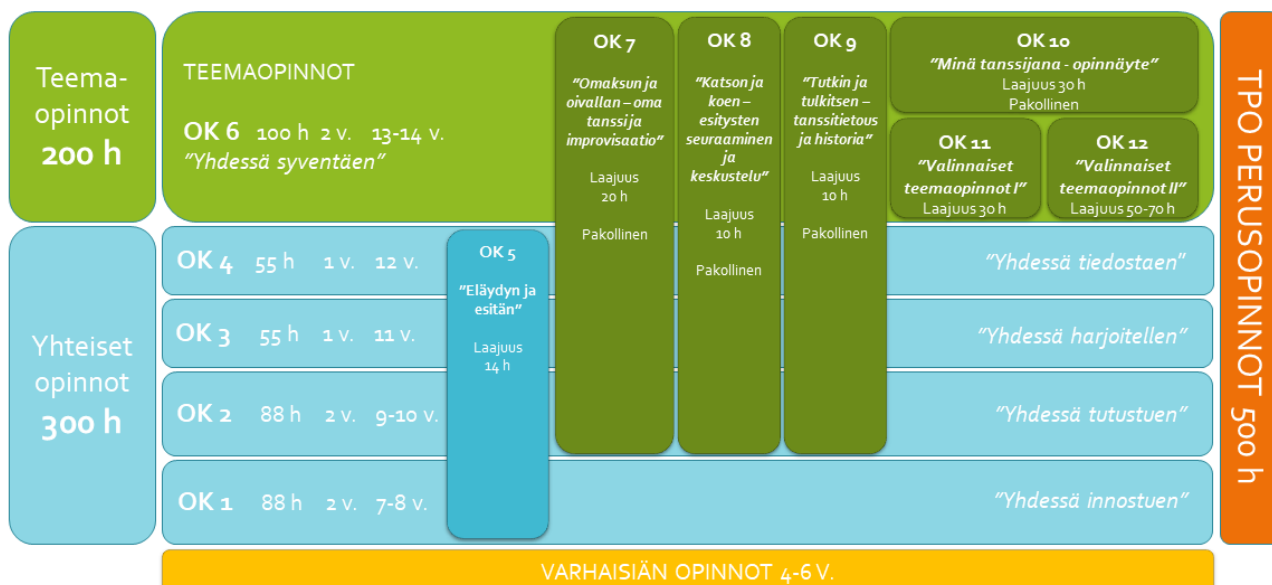 Teema-
opinnot
200 h
TEEMAOPINNOT
OK 6 100 h 2 v. 13-14 v.
"Yhdessä syventäen"
OK 7
"Omaksun ja
oivallan – oma
tanssi ja
improvisaatio"
Laajuus
20 h
Pakollinen
OK 8
"Katson ja
koen –
esitysten
seuraaminen
ja
keskustelu"
Laajuus
10 h
Pakollinen
OK 9
"Tutkin ja
tulkitsen –
tanssitietous
ja historia"
Laajuus
10 h
Pakollinen
OK 10
"Minä tanssijana - opinnäyte"
Laajuus 30 h
Pakollinen
OK 11
"Valinnaiset
teemaopinnot I"
Laajuus 30 h
OK 12
"Valinnaiset
teemaopinnot II"
Laajuus 50-70 h
Yhteiset
opinnot
300 h
OK 4 55 h 1 v. 12 v.
"Yhdessä tiedostaen"
OK 3 55 h 1 v. 11 v.
"Yhdessä harjoitellen"
OK 2 88 h 2 v. 9-10 v.
"Yhdessä tutustuen"
OK 1 88 h 2 v. 7-8 v.
"Yhdessä innostuen"
OK 5
"Eläydyn ja
esitän"
Laajuus
14 h
VARHAISIÄN OPINNOT 4-6 V.
TPO PERUSOPINNOT 500 h